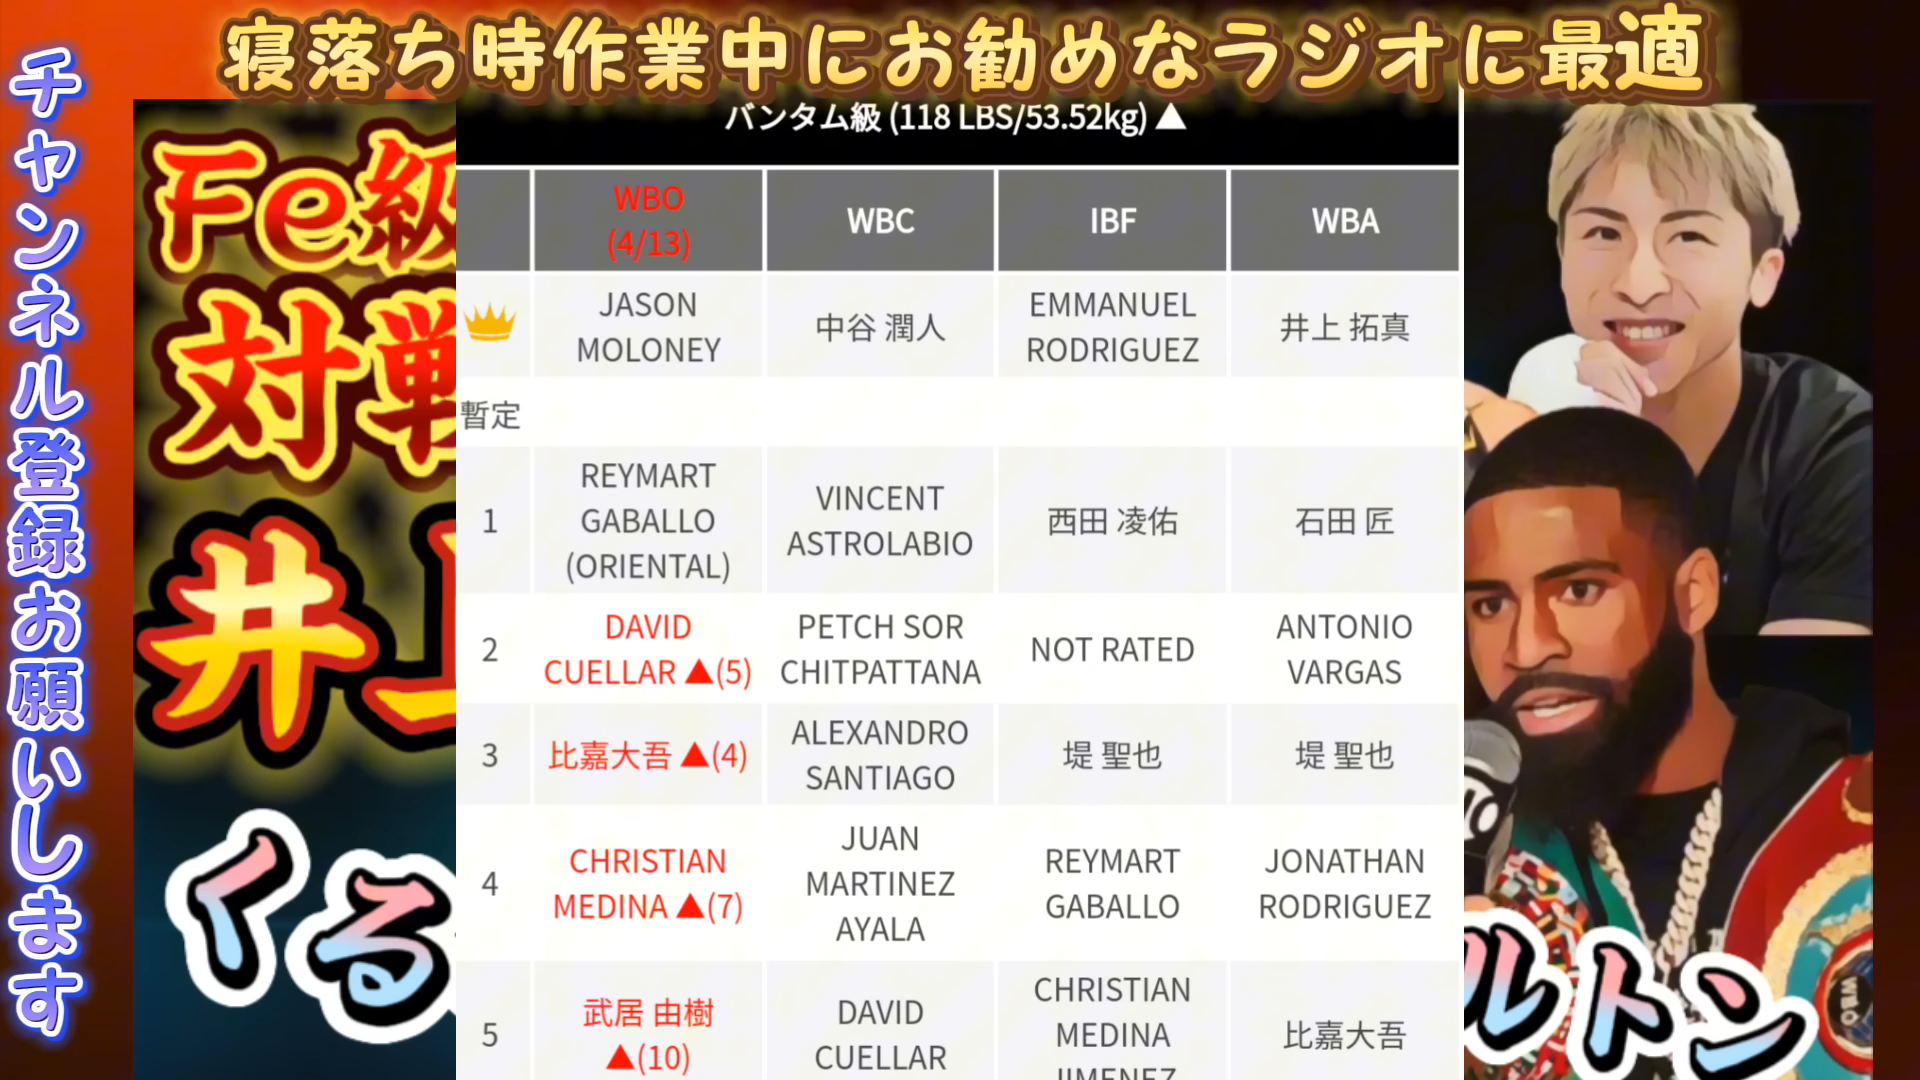 寝落ち時作業中にお勧めなラジオに最適
チャンネル登録お願いします
Fe級
対戦
井上
くる
ルトン
WBO
バンタム級 (118 LBS/53.52kg) ▲
WBO (4/13) WBC IBF WBA
JASON MOLONEY 中谷 潤人 EMMANUEL RODRIGUEZ 井上 拓真
暫定
1 REYMART GABALLO (ORIENTAL) VINCENT ASTROLABIO 西田 凌佑 石田 匠
2 DAVID CUELLAR ▲(5) PETCH SOR CHITPATTANA NOT RATED ANTONIO VARGAS
3 比嘉大吾 ▲(4) ALEXANDRO SANTIAGO 堤 聖也 堤 聖也
4 CHRISTIAN MEDINA ▲(7) JUAN MARTINEZ AYALA REYMART GABALLO JONATHAN RODRIGUEZ
5 武居 由樹 ▲(10) DAVID CUELLAR CHRISTIAN MEDINA JIMENEZ 比嘉大吾